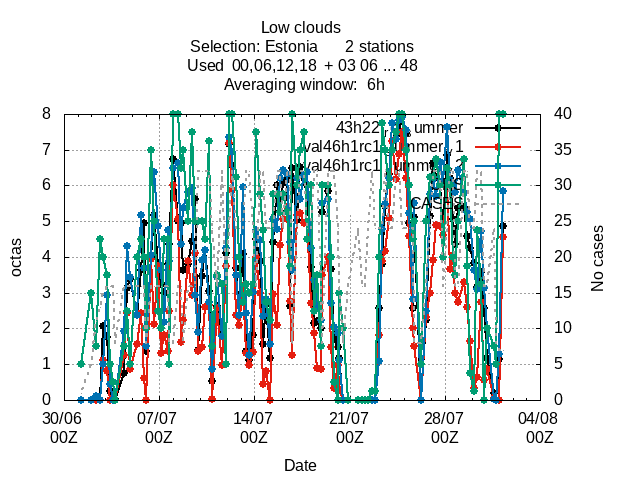 Low clouds
Selection: Estonia 2 stations
Used 00,06,12,18 + 03 06 ... 48
Averaging window: 6h
8
7
6
5
4
3
2
1
0
octas
40
35
30
25
20
15
10
5
0
No cases
ummer
1
2
CASES
30/06
00Z
07/07
00Z
14/07
00Z
21/07
00Z
28/07
00Z
04/08
00Z
Date